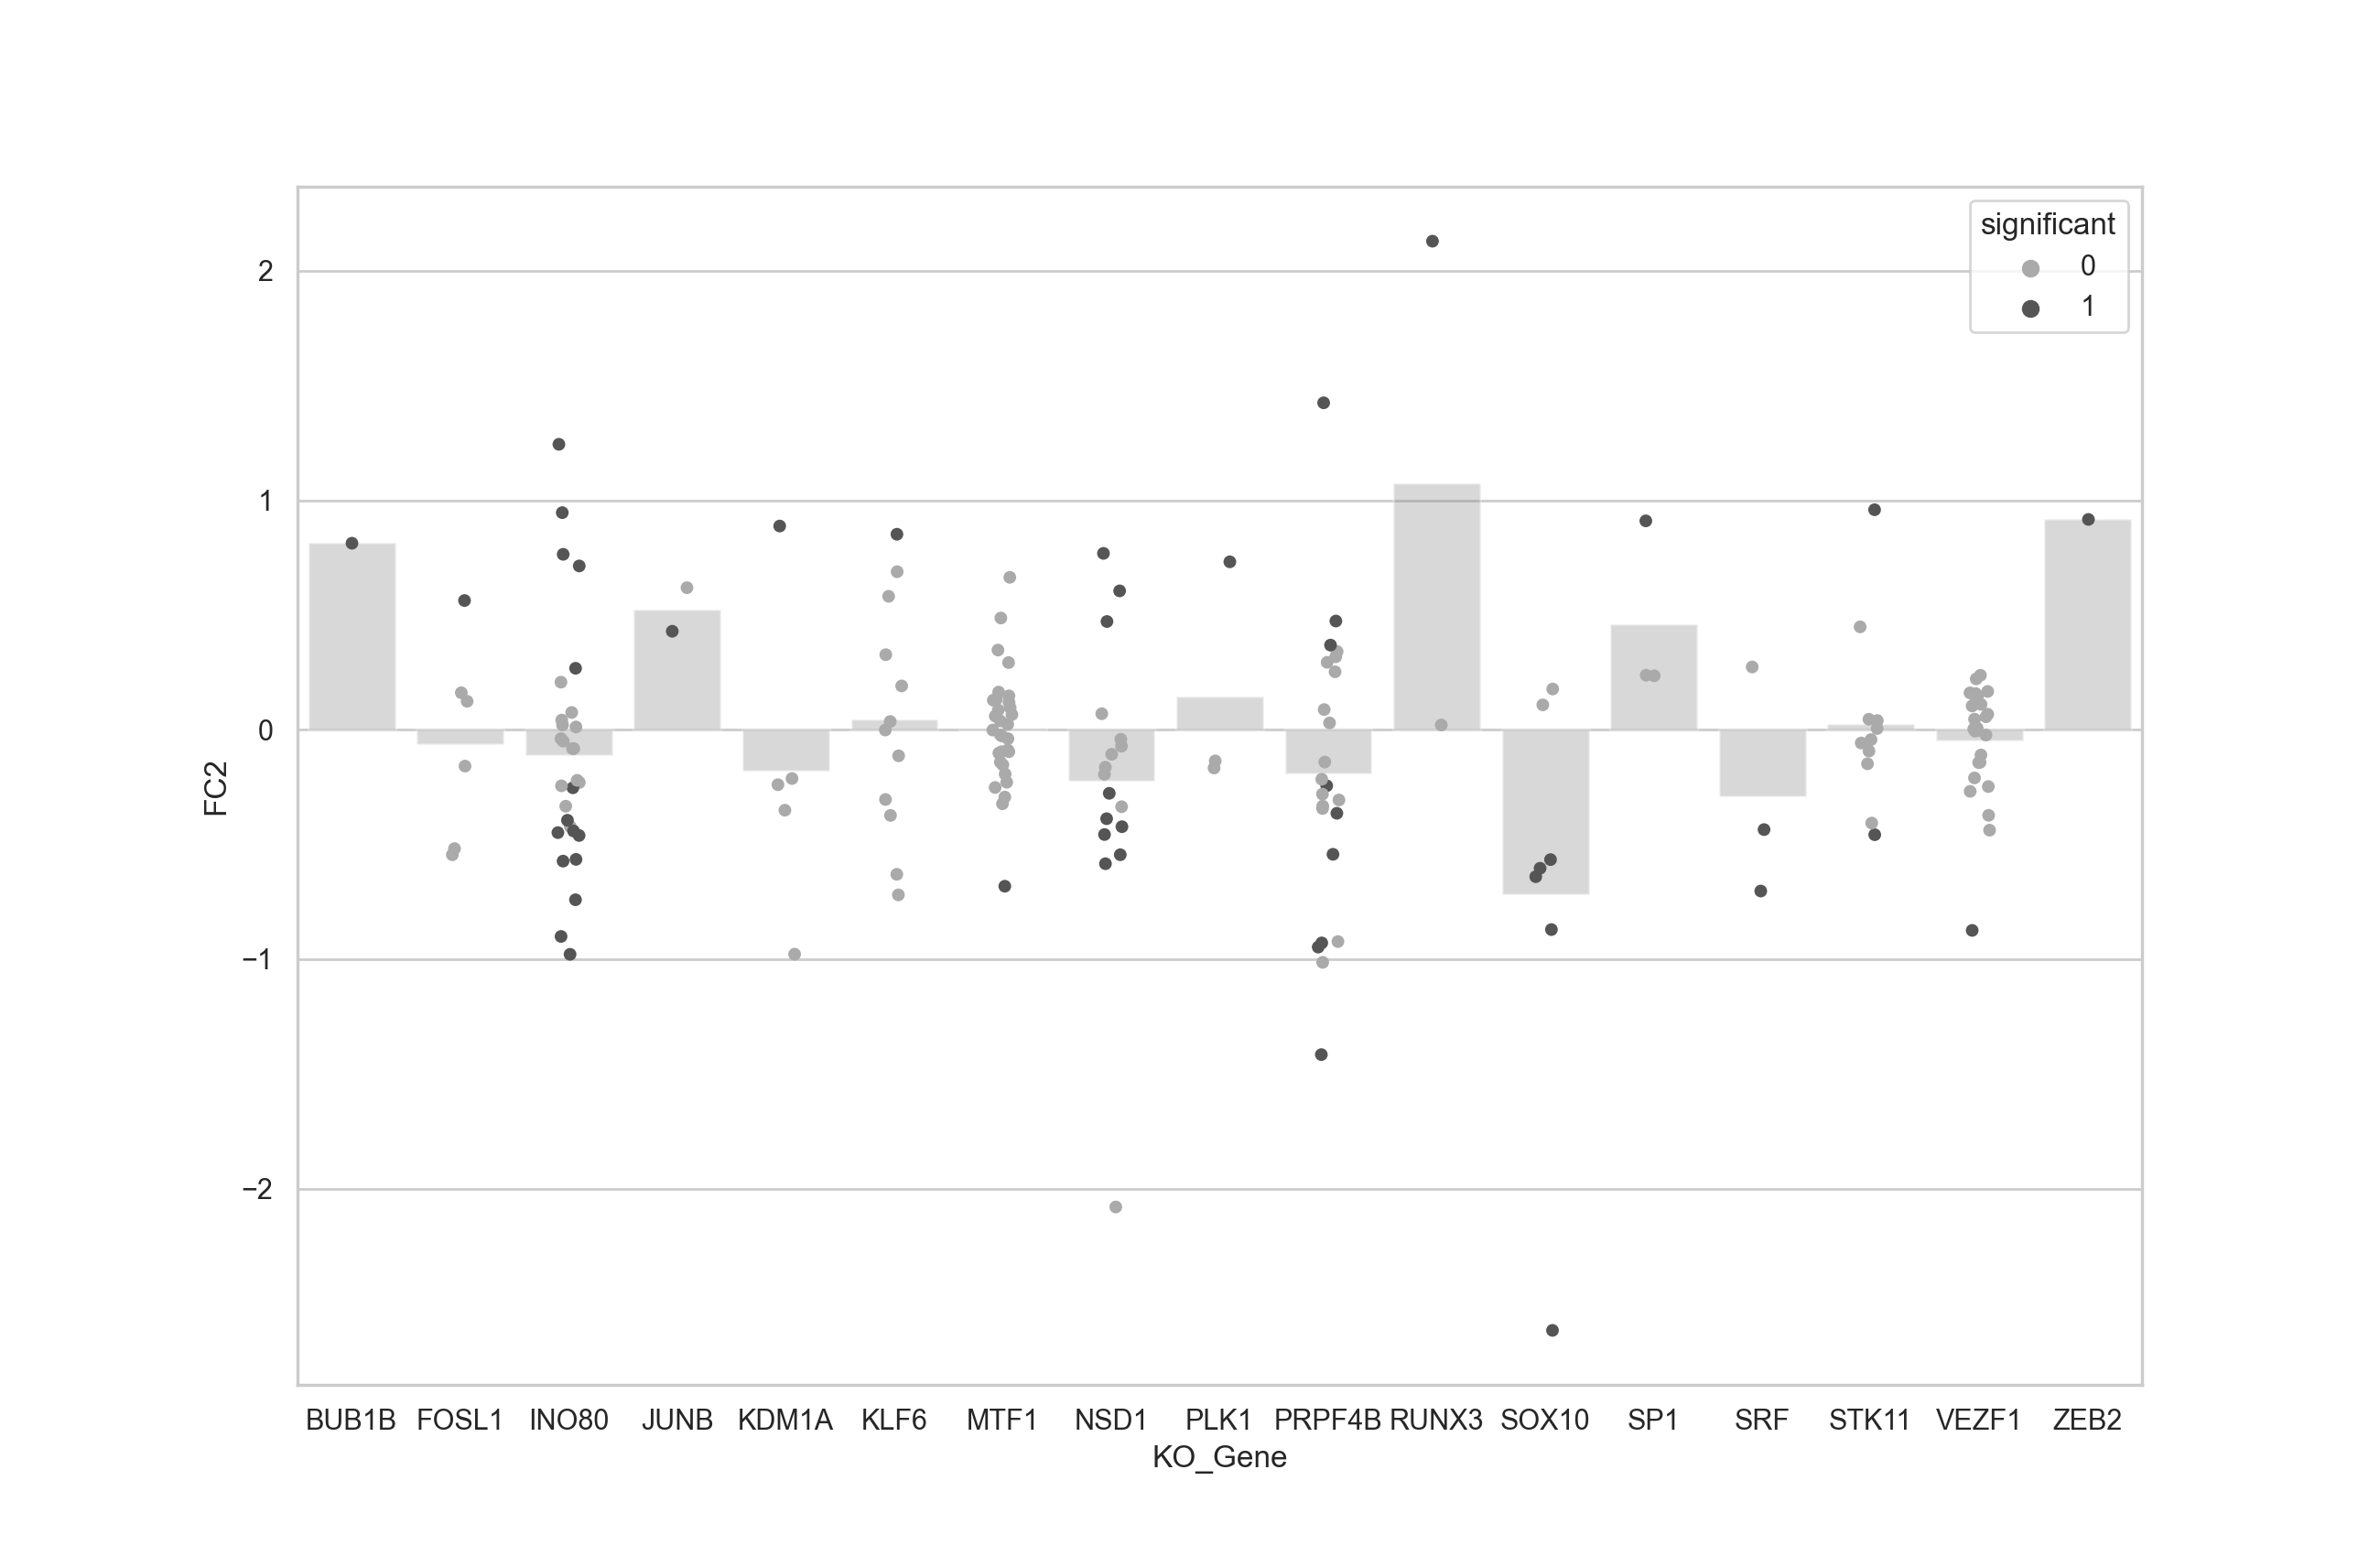 significant
0
1
2
1
0
−1
−2
FC2
BUB1B FOSL1 INO80 JUNB KDM1A KLF6 MTF1 NSD1 PLK1 PRPF4B RUNX3 SOX10 SP1 SRF STK11 VEZF1 ZEB2
KO_Gene